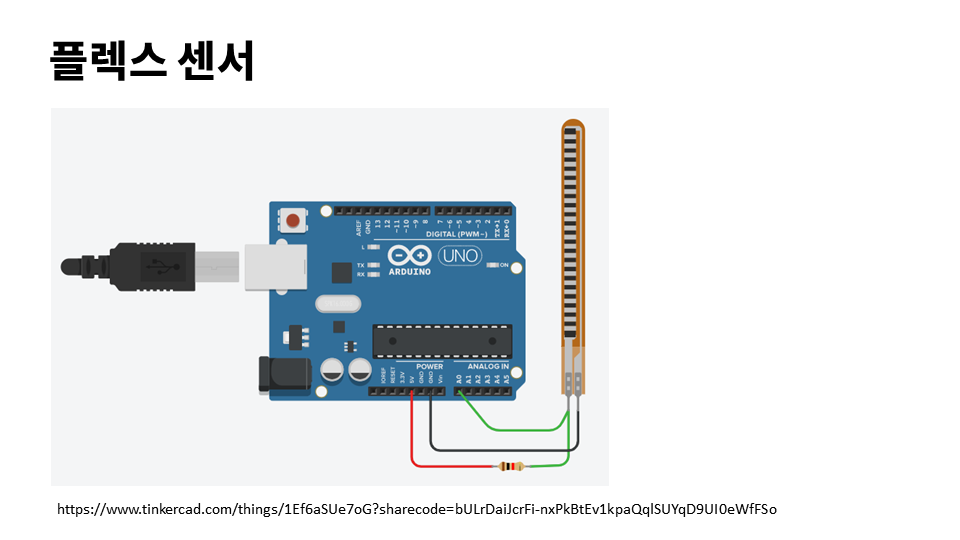 플렉스 센서
AREF
GND
13
12
~11
~10
~9
8
7
~6
~5
4
~3
2
TX→1
RX←0
DIGITAL (PWM~)
L
TX
RX
ARDUINO
UNO
ON
POWER
ANALOG IN
IOREF
RESET
3.3V
5V
GND
GND
Vin
A0
A1
A2
A3
A4
A5
https://www.tinkercad.com/things/1Ef6aSUe7oG?sharecode=bULrDaiJcrFi-nxPkBtEv1kpaQqlSUYqD9UI0eWfFSo